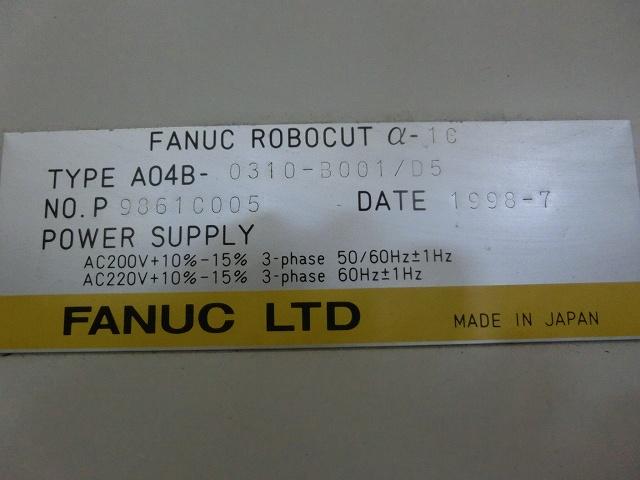 FANUC ROBOCUT α-1C
TYPE A04B- 0310-B001/D5
NO. P 9861C005 DATE 1998-7
POWER SUPPLY
AC200V+10%-15% 3-phase 50/60Hz±1Hz
AC220V+10%-15% 3-phase 60Hz±1Hz
FANUC LTD MADE IN JAPAN